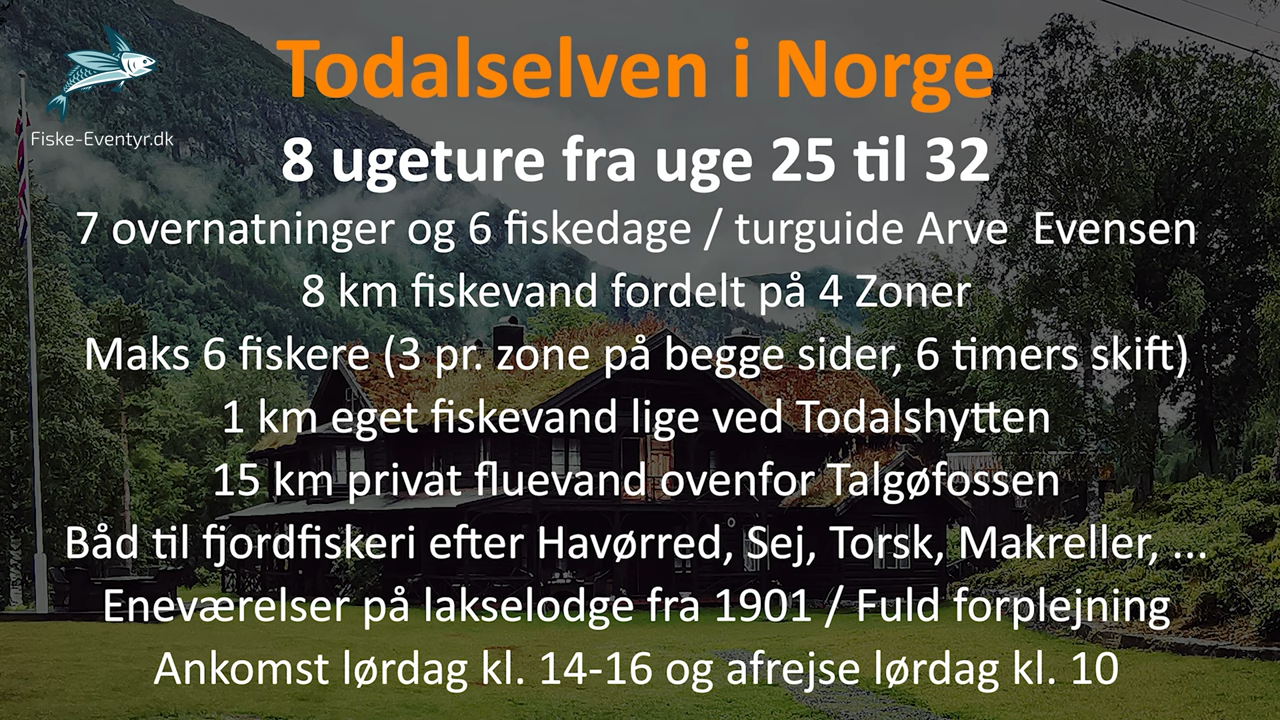 Fiske-Eventyr.dk
Todalselven i Norge
8 ugeture fra uge 25 til 32
7 overnatninger og 6 fiskedage / turguide Arve  Evensen
8 km fiskevand fordelt på 4 Zoner
Maks 6 fiskere (3 pr. zone på begge sider, 6 timers skift)
1 km eget fiskevand lige ved Todalshytten
15 km privat fluevand ovenfor Talgøfossen
Båd til fjordfiskeri efter Havørred, Sej, Torsk, Makreller, ...
Eneværelser på lakselodge fra 1901 / Fuld forplejning
Ankomst lørdag kl. 14-16 og afrejse lørdag kl. 10